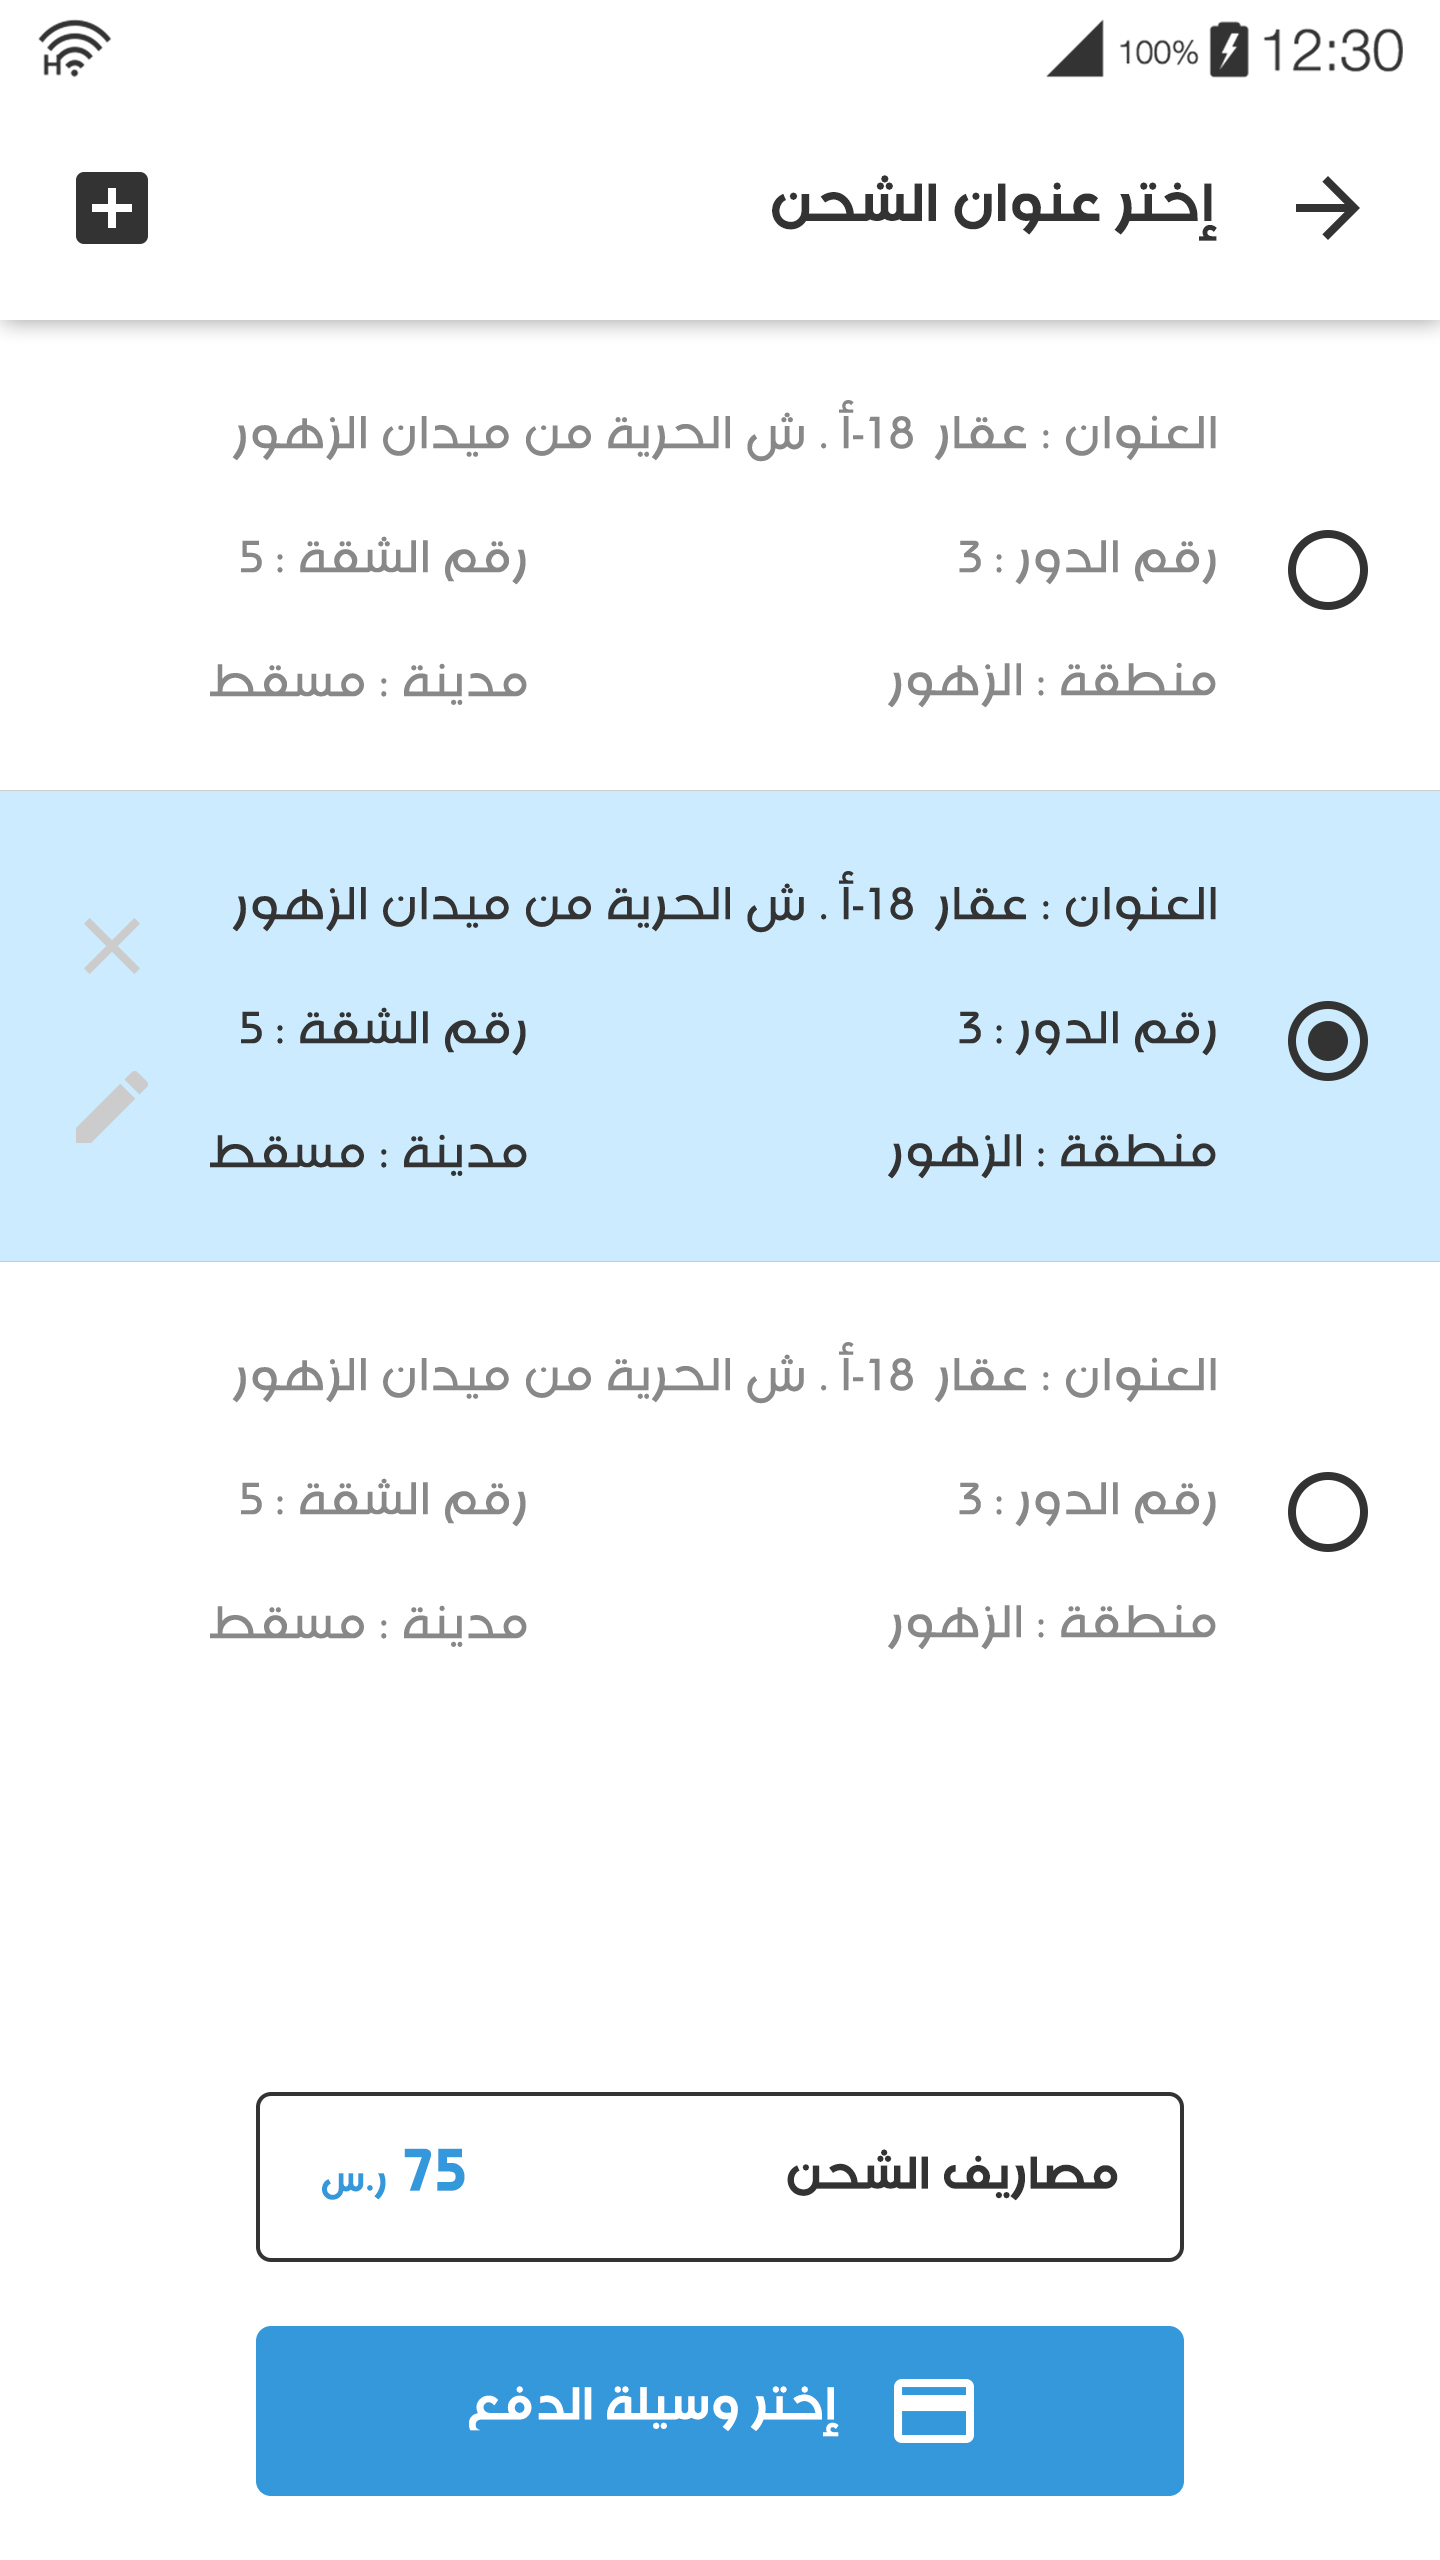 100% 12:30
إختر عنوان الشحن
العنوان : عقار 18-أ . ش الحرية من ميدان الزهور
رقم الدور : 3 رقم الشقة : 5
منطقة : الزهور مدينة : مسقط
العنوان : عقار 18-أ . ش الحرية من ميدان الزهور
رقم الدور : 3 رقم الشقة : 5
منطقة : الزهور مدينة : مسقط
العنوان : عقار 18-أ . ش الحرية من ميدان الزهور
رقم الدور : 3 رقم الشقة : 5
منطقة : الزهور مدينة : مسقط
مصاريف الشحن 75 ر.س
إختر وسيلة الدفع